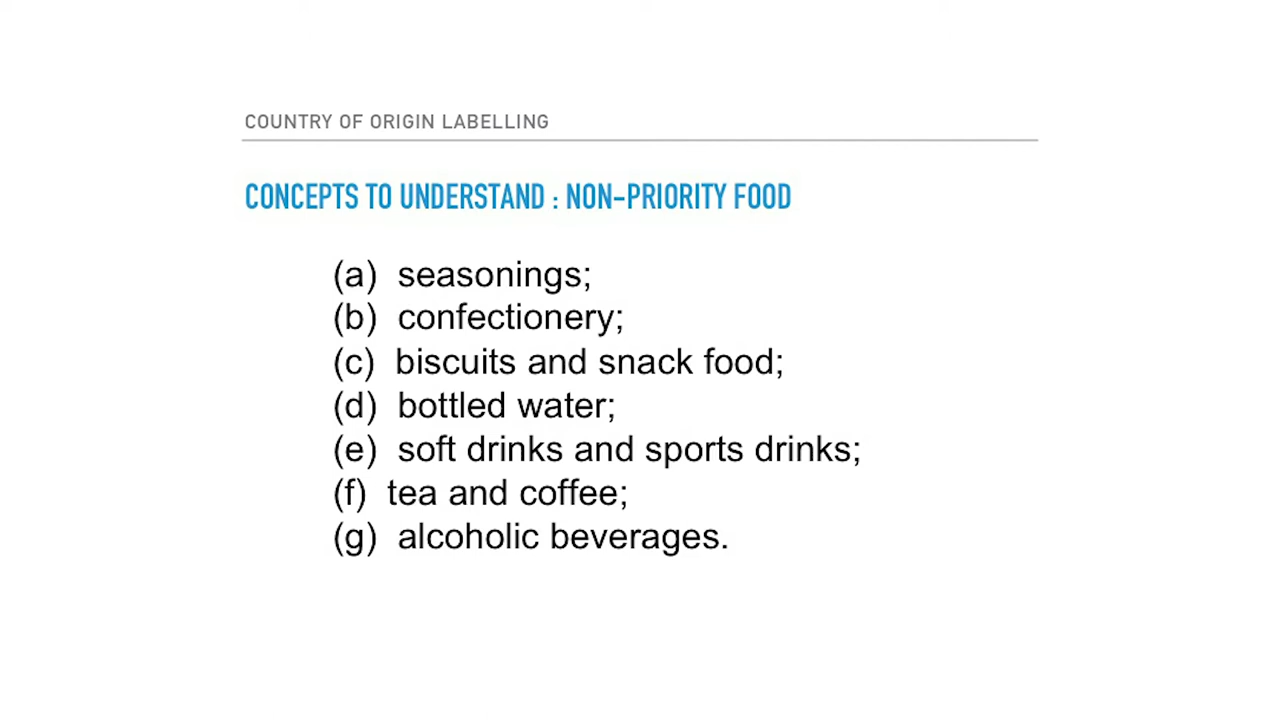 COUNTRY OF ORIGIN LABELLING
CONCEPTS TO UNDERSTAND : NON-PRIORITY FOOD
(a) seasonings;
(b) confectionery;
(c) biscuits and snack food;
(d) bottled water;
(e) soft drinks and sports drinks;
(f) tea and coffee;
(g) alcoholic beverages.